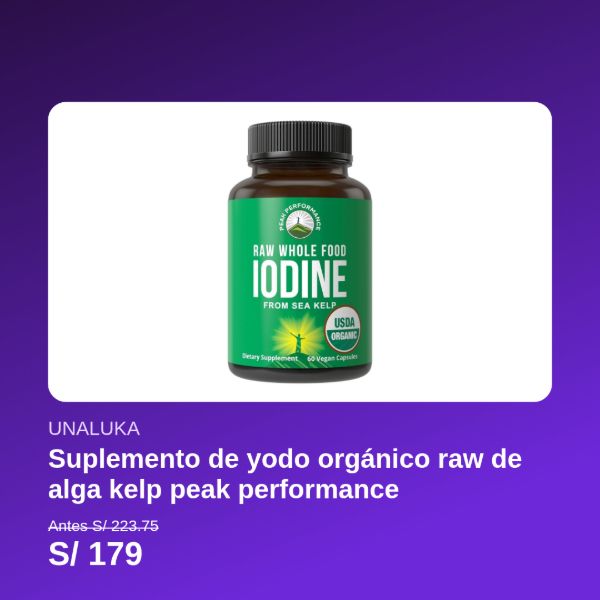 PEAK PERFORMANCE
RAW WHOLE FOOD
IODINE
FROM SEA KELP
USDA
ORGANIC
Dietary Supplement
60 Vegan Capsules
UNALUKA
Suplemento de yodo orgánico raw de
alga kelp peak performance
Antes S/ 223.75
S/ 179